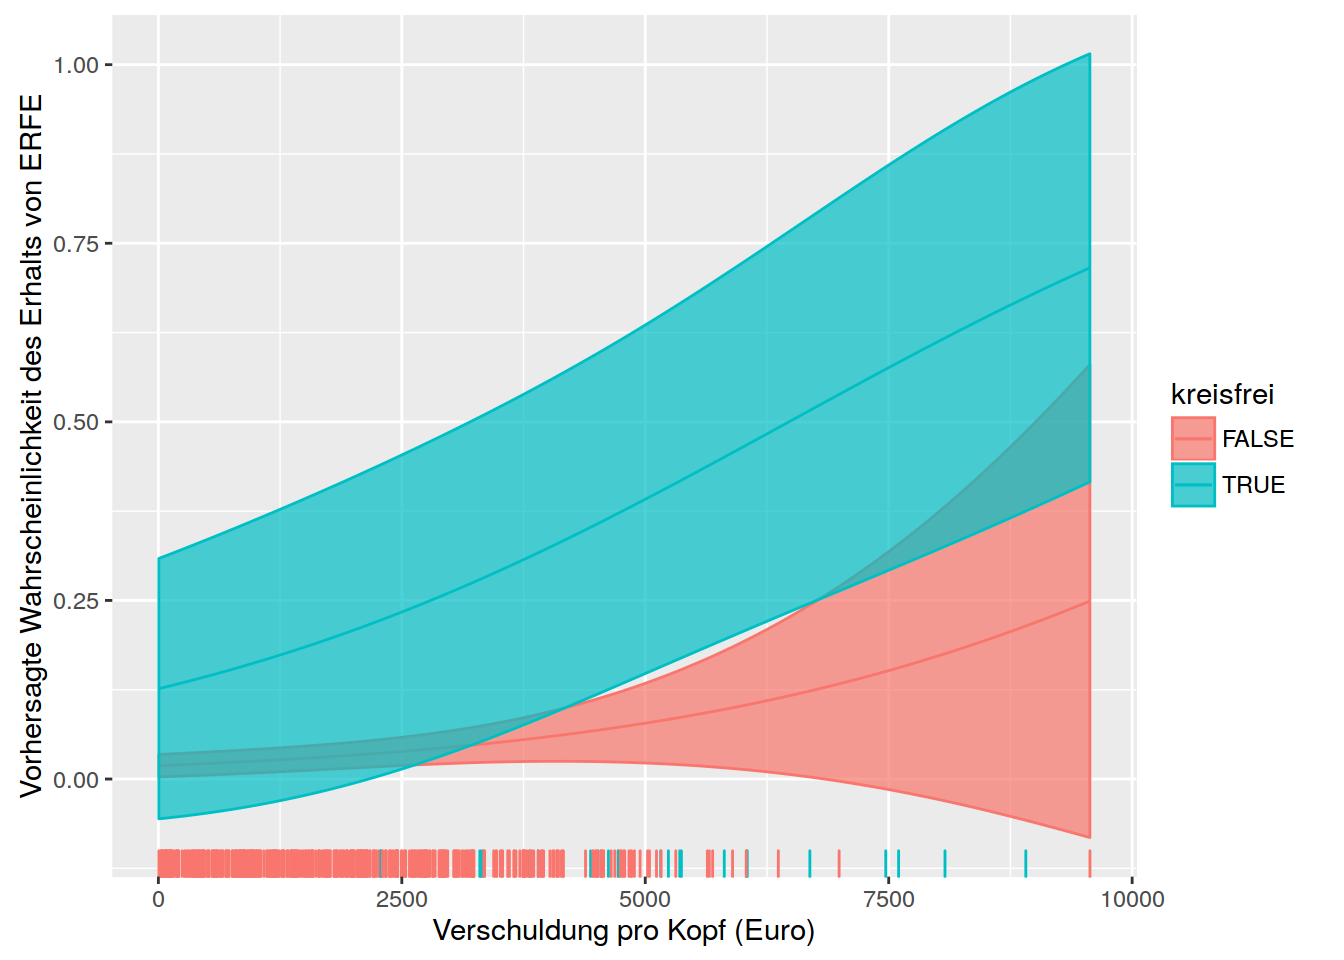 Vorhersagte Wahrscheinlichkeit des Erhalts von ERFE
1.00
0.75
0.50
0.25
0.00
0 2500 5000 7500 10000
Verschuldung pro Kopf (Euro)
kreisfrei
FALSE
TRUE